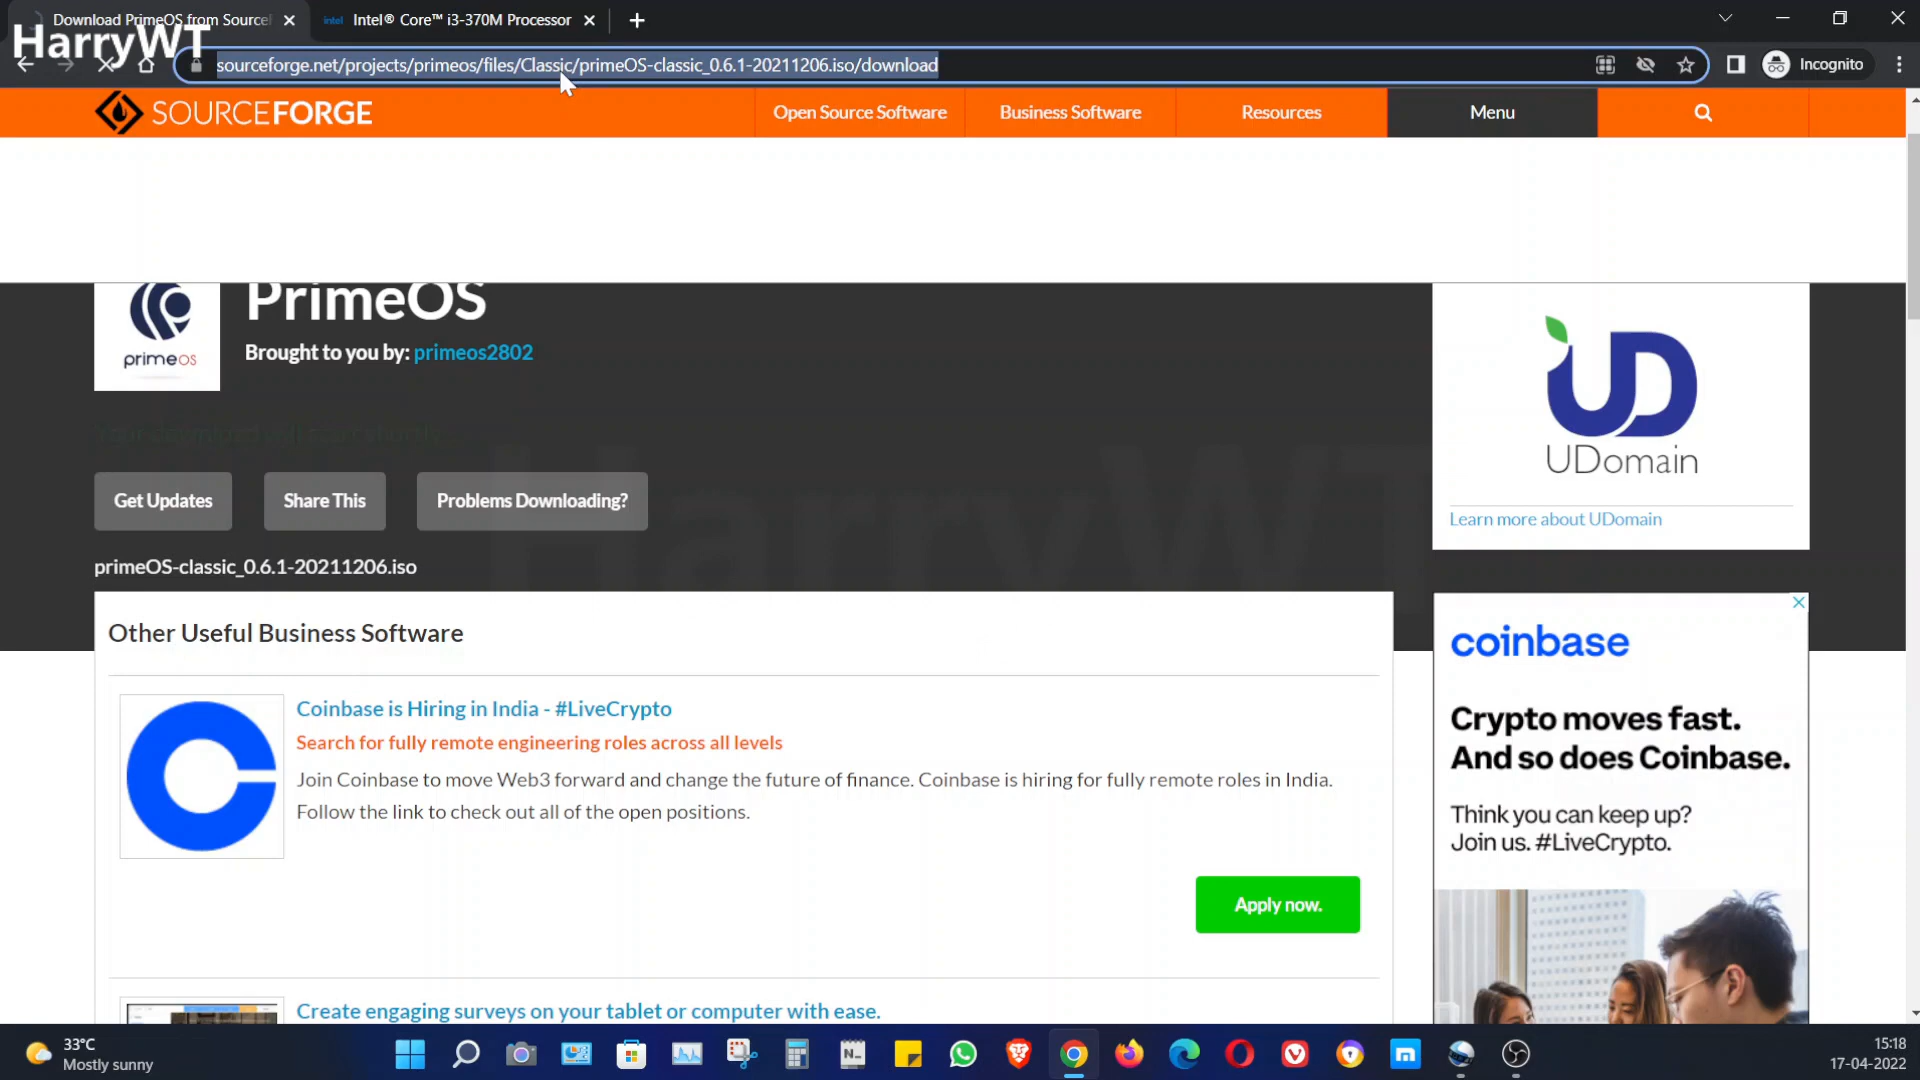 Download PrimeOS from Source
Intel® Core™ i3-370M Processor
HarryWT
sourceforge.net/projects/primeos/files/Classic/primeOS-classic_0.6.1-20211206.iso/download
Incognito
SOURCEFORGE
Open Source Software
Business Software
Resources
Menu
PrimeOS
primeos
Brought to you by: primeos2802
Your download will start shortly
Get Updates
Share This
Problems Downloading?
primeOS-classic_0.6.1-20211206.iso
UDomain
Learn more about UDomain
HarryWT
Other Useful Business Software
Coinbase is Hiring in India - #LiveCrypto
Search for fully remote engineering roles across all levels
Join Coinbase to move Web3 forward and change the future of finance. Coinbase is hiring for fully remote roles in India.
Follow the link to check out all of the open positions.
Apply now.
Create engaging surveys on your tablet or computer with ease.
coinbase
Crypto moves fast.
And so does Coinbase.
Think you can keep up?
Join us. #LiveCrypto.
33°C
Mostly sunny
15:18
17-04-2022